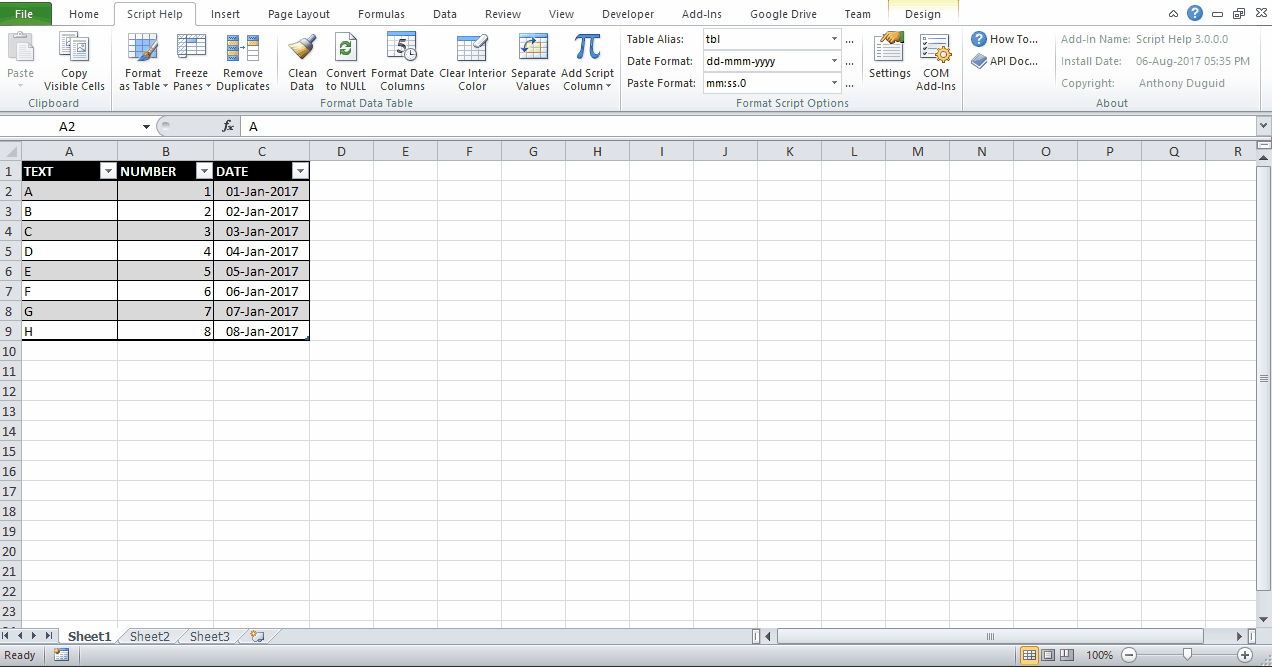 File Home Script Help Insert Page Layout Formulas Data Review View Developer Add-Ins Google Drive Team Design
Paste
Copy
Visible Cells
Clipboard
Format
as Table
Freeze
Panes
Remove
Duplicates
Clean
Data
Convert
to NULL
Format Date
Columns
Clear Interior
Color
Separate
Values
Add Script
Column
Format Data Table
Table Alias: tbl ...
Date Format: dd-mmm-yyyy ...
Paste Format: mm:ss.0 ...
Settings
COM
Add-Ins
Format Script Options
How To...
API Doc...
Add-In Name: Script Help 3.0.0.0
Install Date: 06-Aug-2017 05:35 PM
Copyright: Anthony Duguid
About
A2 fx A
A B C D E F G H I J K L M N O P Q R
1 TEXT NUMBER DATE
2 A 1 01-Jan-2017
3 B 2 02-Jan-2017
4 C 3 03-Jan-2017
5 D 4 04-Jan-2017
6 E 5 05-Jan-2017
7 F 6 06-Jan-2017
8 G 7 07-Jan-2017
9 H 8 08-Jan-2017
10
11
12
13
14
15
16
17
18
19
20
21
22
23
Sheet1 Sheet2 Sheet3
Ready 100%